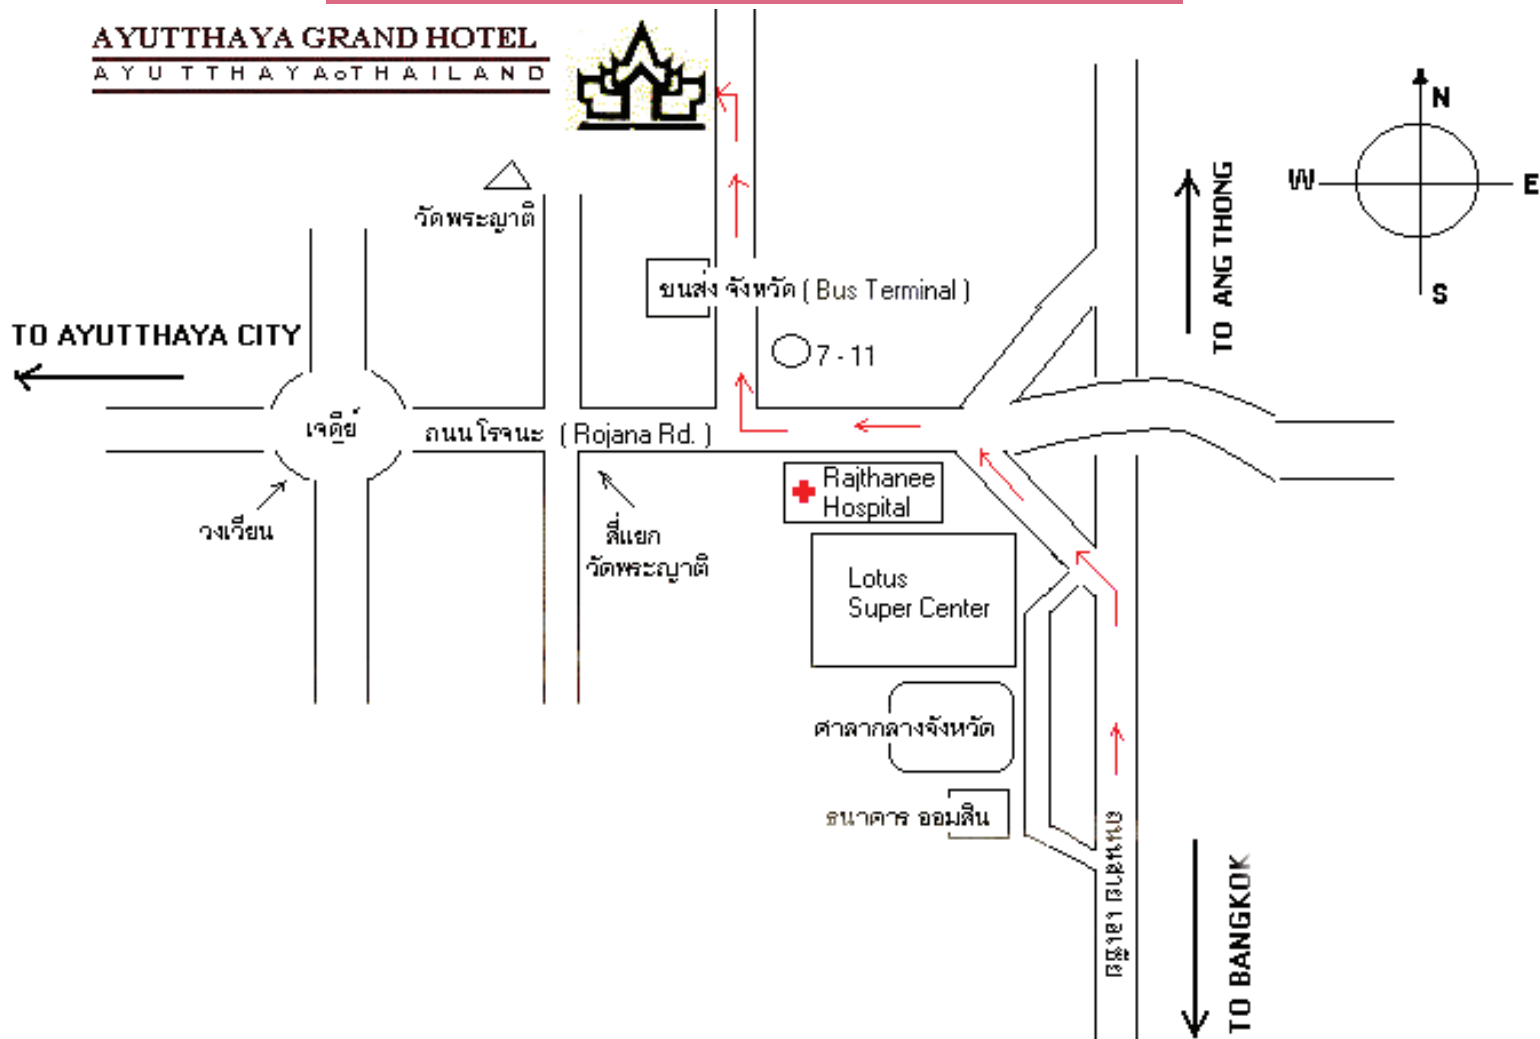 AYUTTHAYA GRAND HOTEL
AYUTTHAYAoTHAILAND
N
W
E
S
TO ANG THONG
วัดพระญาติ
ขนส่ง จังหวัด ( Bus Terminal )
TO AYUTTHAYA CITY
7 - 11
เจดีย์
ถนนโรจนะ ( Rojana Rd. )
Rajthanee
Hospital
วงเวียน
สี่แยก
วัดพระญาติ
Lotus
Super Center
ศาลากลางจังหวัด
ธนาคาร ออมสิน
ถนนสาย เอเซีย
TO BANGKOK